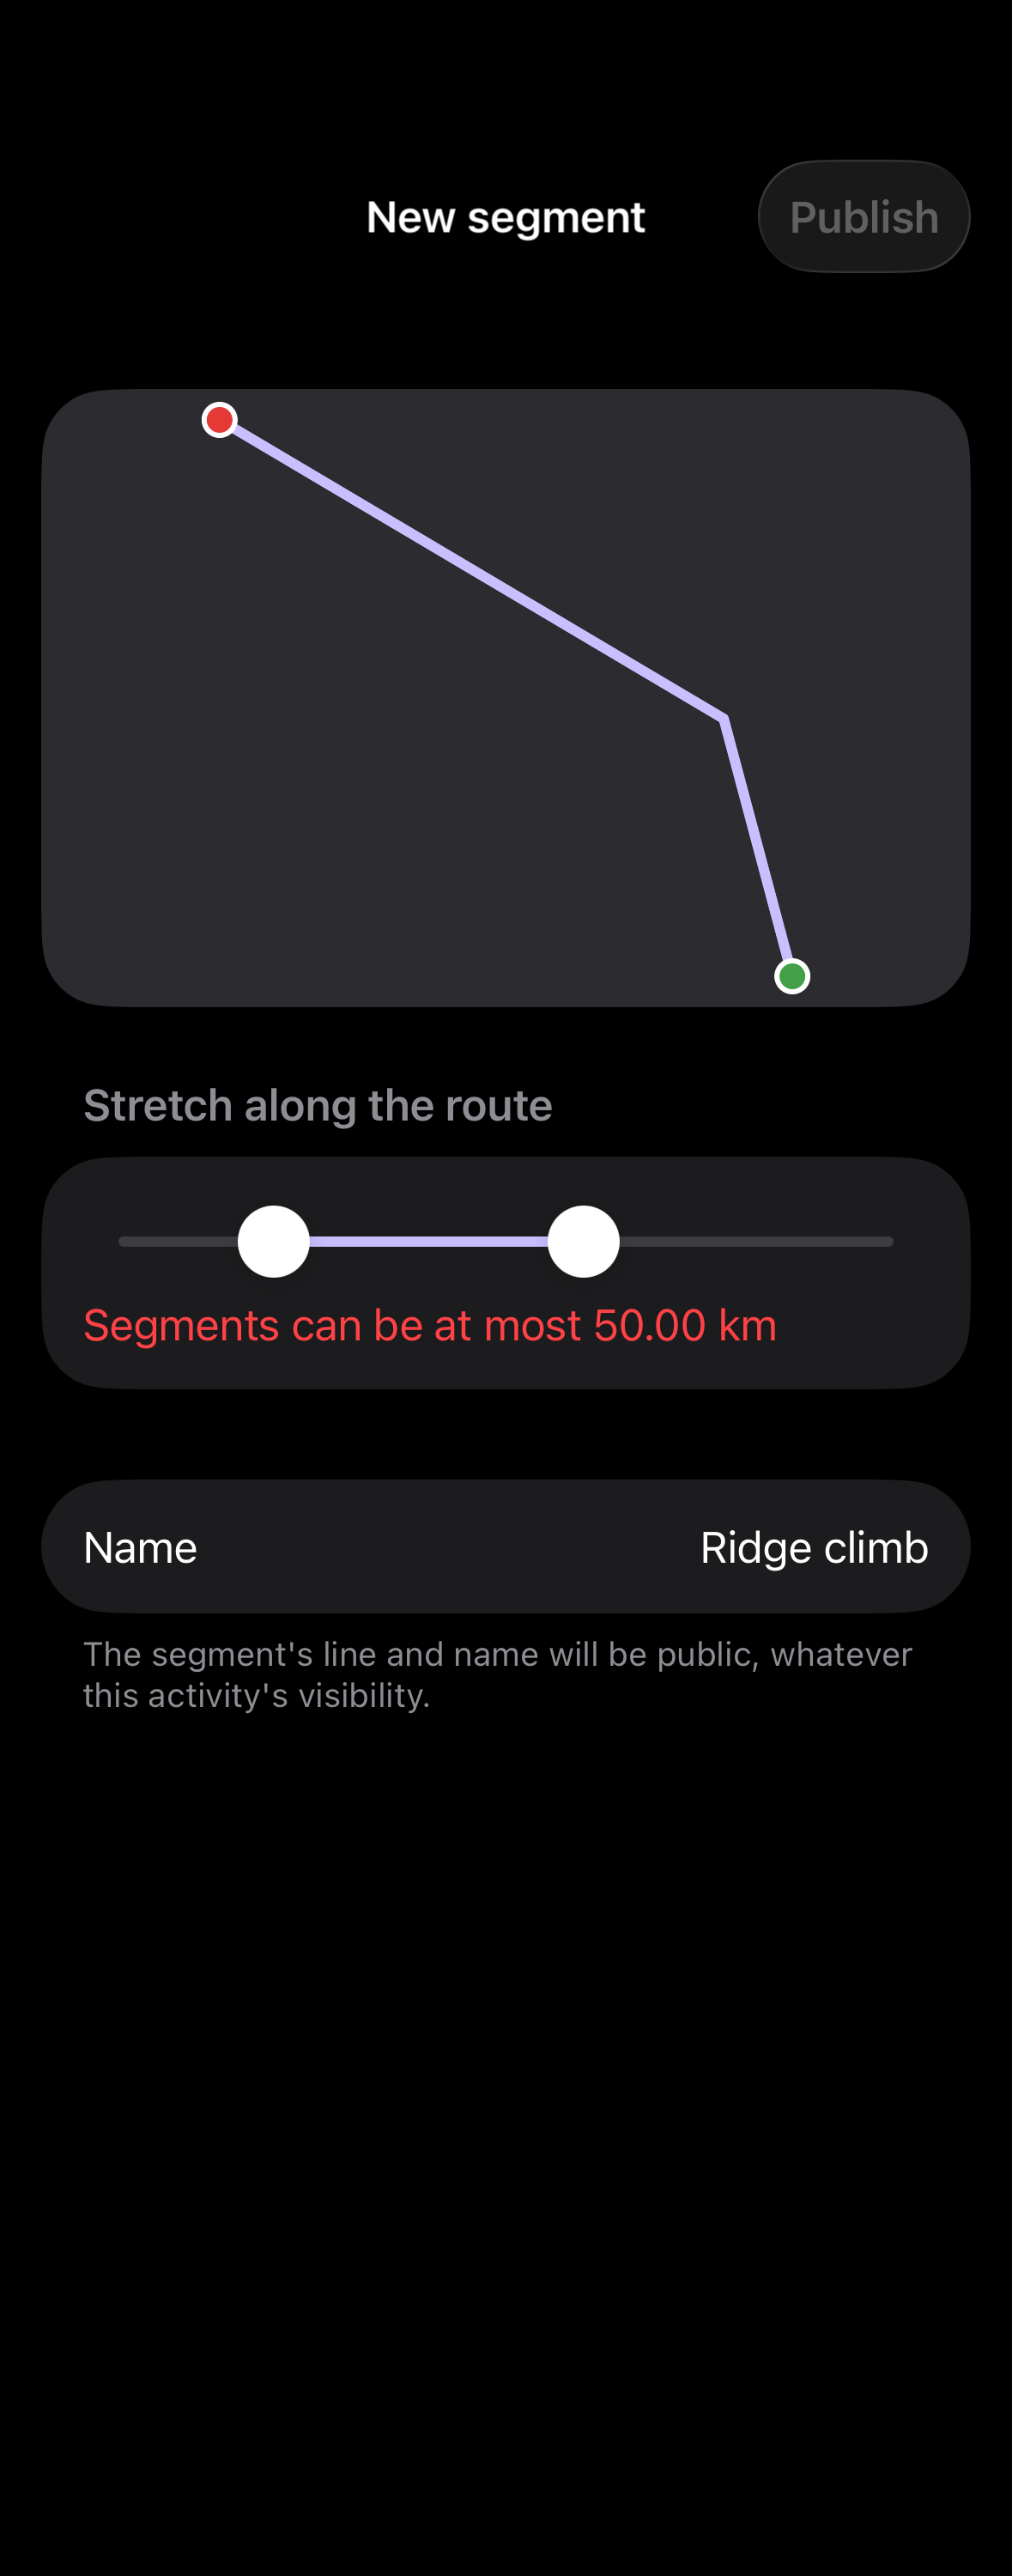 New segment
Publish
Stretch along the route
Segments can be at most 50.00 km
Name
Ridge climb
The segment's line and name will be public, whatever
this activity's visibility.